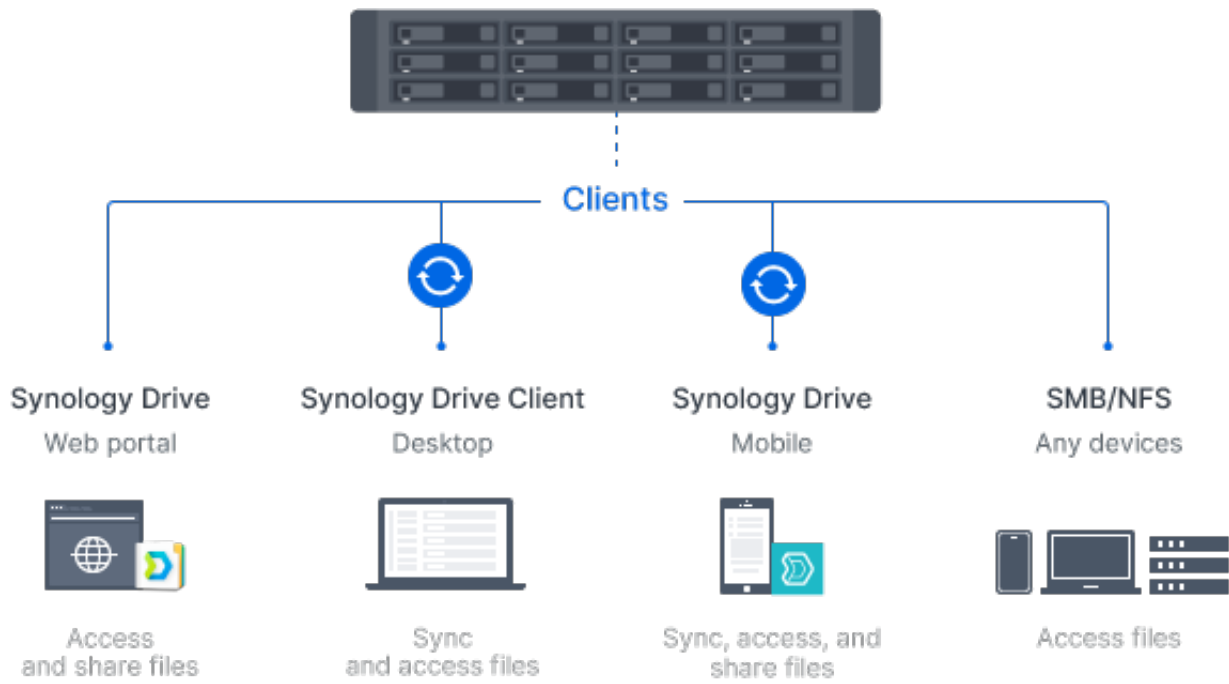 Clients
Synology Drive
Web portal
Access
and share files
Synology Drive Client
Desktop
Sync
and access files
Synology Drive
Mobile
Sync, access, and
share files
SMB/NFS
Any devices
Access files